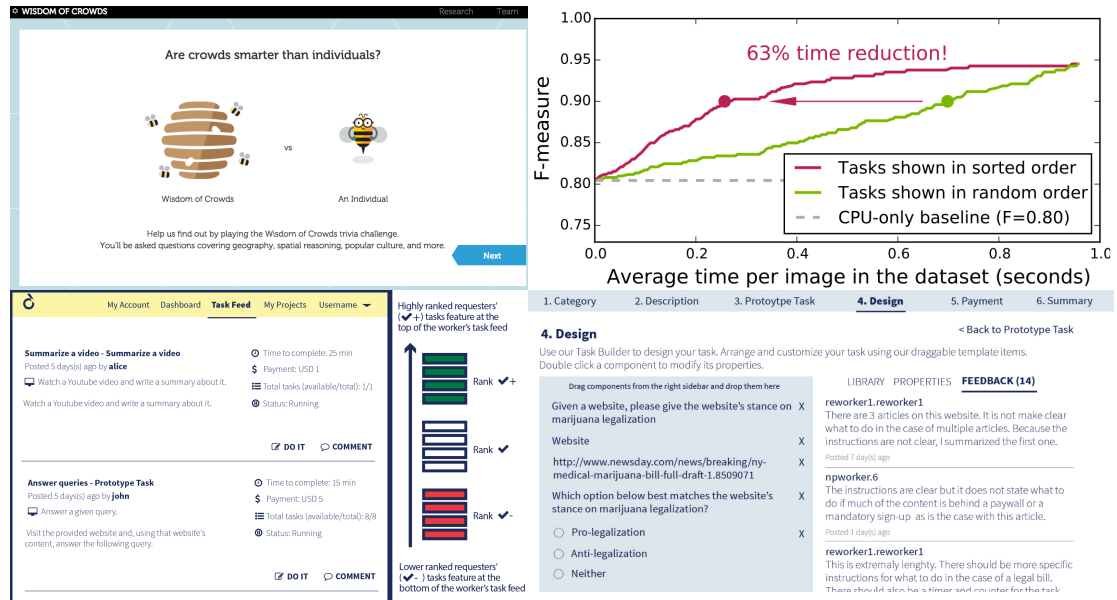 WISDOM OF CROWDS
Research Team
Are crowds smarter than individuals?
vs
Wisdom of Crowds
An Individual
Help us find out by playing the Wisdom of Crowds trivia challenge.
You'll be asked questions covering geography, spatial reasoning, popular culture, and more.
Next
1.00
0.95
0.90
0.85
0.80
0.75
F-measure
63% time reduction!
Tasks shown in sorted order
Tasks shown in random order
CPU-only baseline (F=0.80)
0.0 0.2 0.4 0.6 0.8 1.0
Average time per image in the dataset (seconds)
My Account Dashboard Task Feed My Projects Username
Summarize a video - Summarize a video
Posted 5 days(s) ago by alice
Watch a Youtube video and write a summary about it.
Watch a Youtube video and write a summary about it.
Time to complete: 25 min
$ Payment: USD 1
Total tasks (available/total): 1/1
Status: Running
DO IT COMMENT
Answer queries - Prototype Task
Posted 5 days(s) ago by john
Answer a given query.
Visit the provided website and, using that website's
content, answer the following query.
Time to complete: 15 min
$ Payment: USD 5
Total tasks (available/total): 8/8
Status: Running
DO IT COMMENT
Highly ranked requesters'
(✔+) tasks feature at the
top of the worker's task feed
Rank ✔+
Rank ✔
Rank ✔-
Lower ranked requesters'
(✔-) tasks feature at the
bottom of the worker's task feed
1. Category 2. Description 3. Protoytpe Task 4. Design 5. Payment 6. Summary
4. Design
< Back to Prototype Task
Use our Task Builder to design your task. Arrange and customize your task using our draggable template items.
Double click a component to modify its properties.
Drag components from the right sidebar and drop them here
Given a website, please give the website's stance on X
marijuana legalization
Website X
http://www.newsday.com/news/breaking/ny- X
medical-marijuana-bill-full-draft-1.8509071
Which option below best matches the website's X
stance on marijuana legalization?
Pro-legalization X
Anti-legalization
Neither
LIBRARY PROPERTIES FEEDBACK (14)
reworker1.reworker1
There are 3 articles on this website. It is not make clear
what to do in the case of multiple articles. Because the
instructions are not clear, I summarized the first one.
Posted 7 day(s) ago
npworker.6
The instructions are clear but it does not state what to
do if much of the content is behind a paywall or a
mandatory sign-up as is the case with this article.
Posted 1 day(s) ago
reworker1.reworker1
This is extremaly lenghty. There should be more specific
instructions for what to do in the case of a legal bill.
There should also be a timer and counter for the task